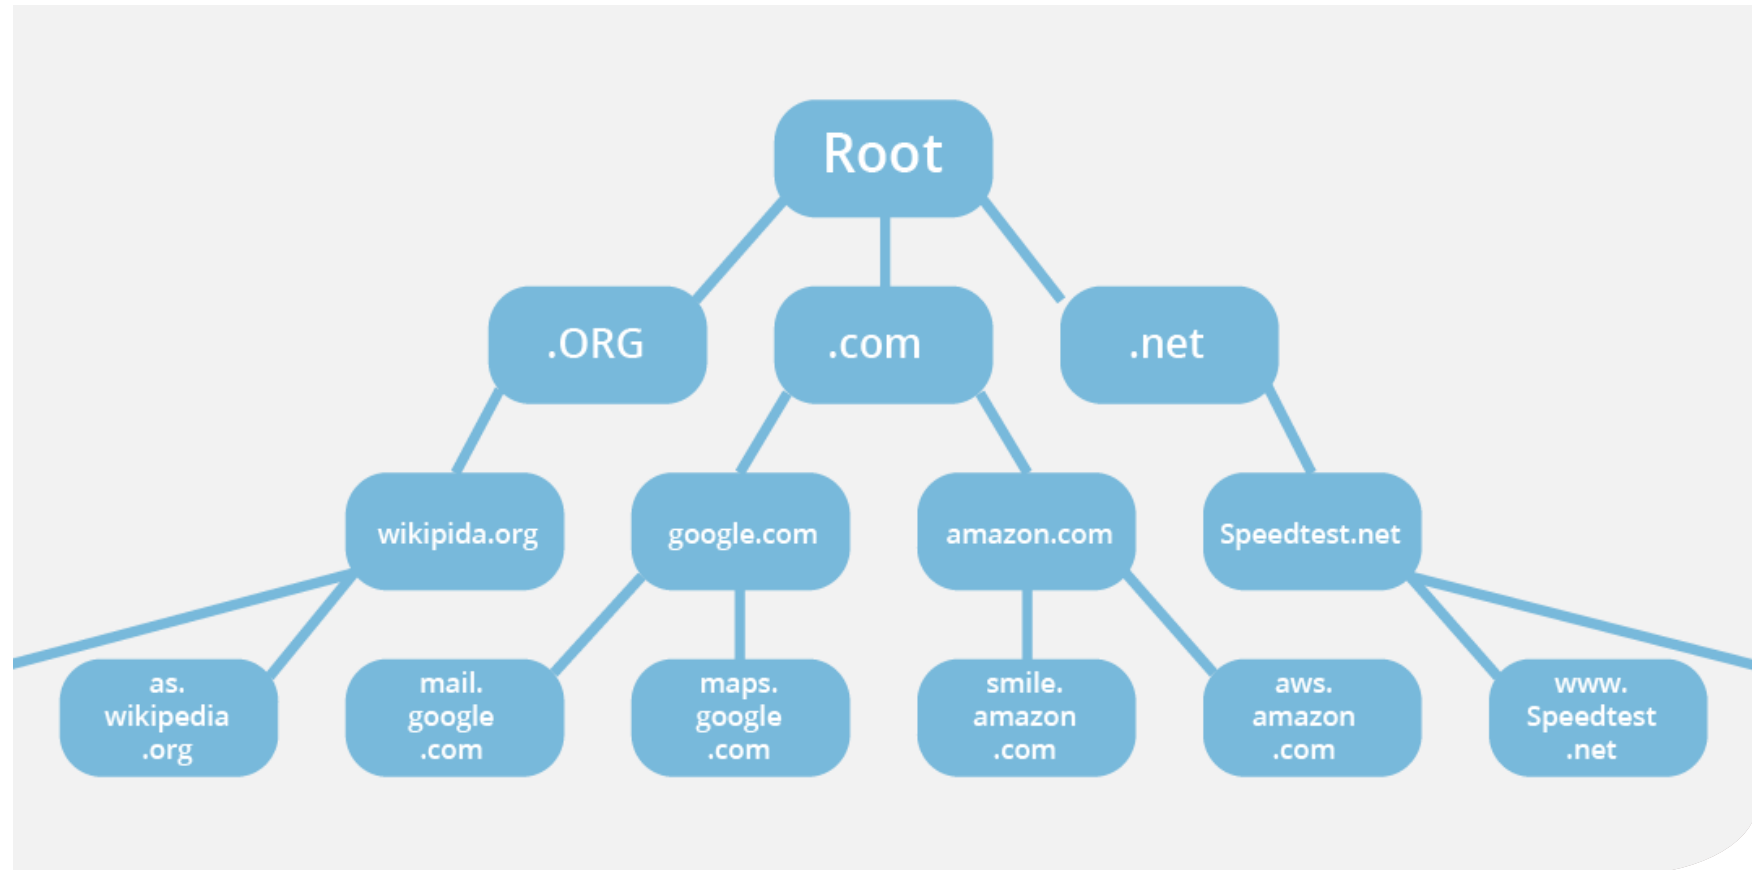 Root
.ORG
.com
.net
wikipida.org
google.com
amazon.com
Speedtest.net
as.
wikipedia
.org
mail.
google
.com
maps.
google
.com
smile.
amazon
.com
aws.
amazon
.com
www.
Speedtest
.net